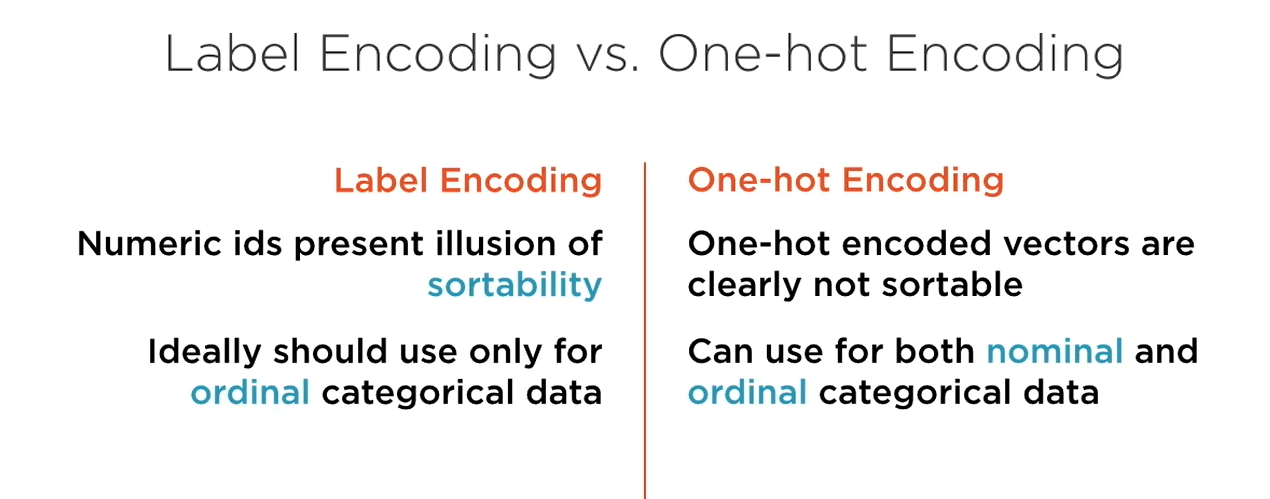 Label Encoding vs. One-hot Encoding
Label Encoding
Numeric ids present illusion of
sortability
Ideally should use only for
ordinal categorical data
One-hot Encoding
One-hot encoded vectors are
clearly not sortable
Can use for both nominal and
ordinal categorical data